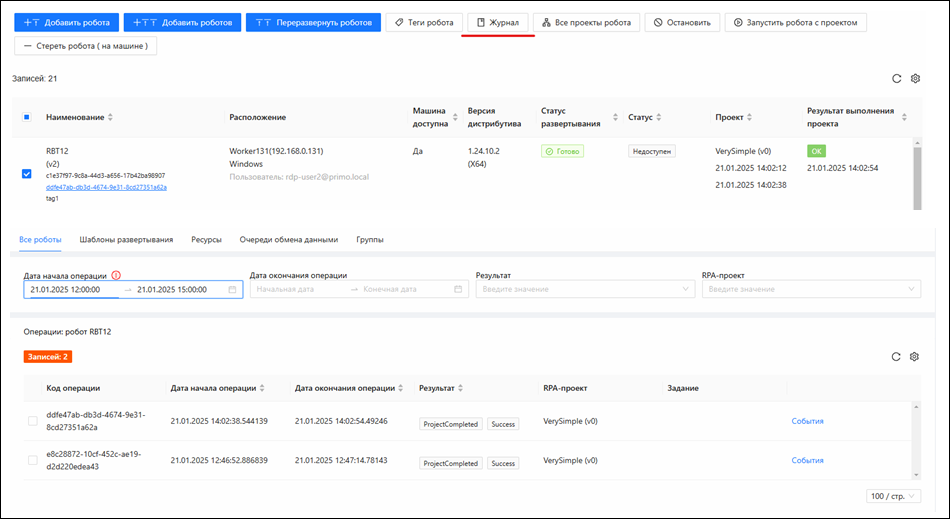 Добавить робота
Добавить роботов
Переразвернуть роботов
Теги робота
Журнал
Все проекты робота
Остановить
Запустить робота с проектом
Стереть робота ( на машине )
Записей: 21
Наименование
Расположение
Машина
доступна
Версия
дистрибутива
Статус
развертывания
Статус
Проект
Результат выполнения
проекта
RBT12
(v2)
c1e37f97-9c8a-44d3-a656-17b42ba98907
ddfe47ab-db3d-4674-9e31-8cd27351a62a
tag1
Worker131(192.168.0.131)
Windows
Пользователь: rdp-user2@primo.local
Да
1.24.10.2
(X64)
Готово
Недоступен
VerySimple (v0)
21.01.2025 14:02:12
21.01.2025 14:02:38
OK
21.01.2025 14:02:54
Все роботы
Шаблоны развертывания
Ресурсы
Очереди обмена данными
Группы
Дата начала операции
21.01.2025 12:00:00
21.01.2025 15:00:00
Дата окончания операции
Начальная дата
Конечная дата
Результат
Введите значение
RPA-проект
Введите значение
Операции: робот RBT12
Записей: 2
Код операции
Дата начала операции
Дата окончания операции
Результат
RPA-проект
Задание
ddfe47ab-db3d-4674-9e31-
8cd27351a62a
21.01.2025 14:02:38.544139
21.01.2025 14:02:54.49246
ProjectCompleted
Success
VerySimple (v0)
События
e8c28872-10cf-452c-ae19-
d2d220edea43
21.01.2025 12:46:52.886839
21.01.2025 12:47:14.78143
ProjectCompleted
Success
VerySimple (v0)
События
100 / стр.